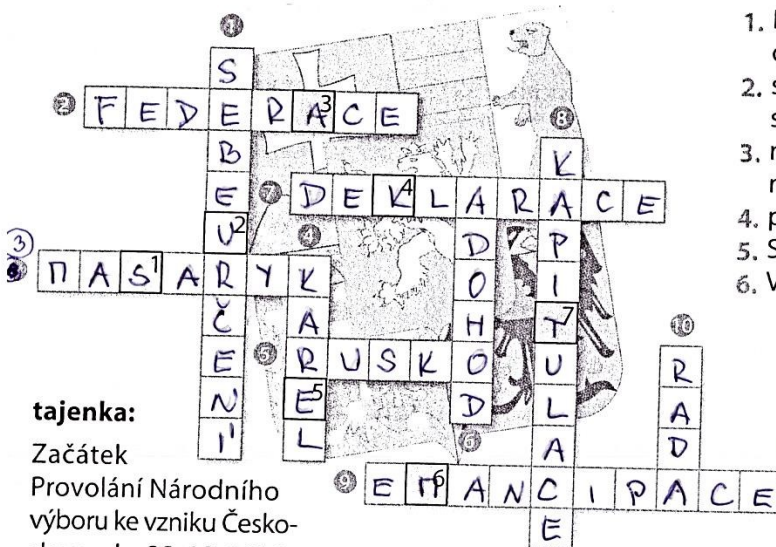 SEBEURČENÍ
FEDERACE
KAPITULACE
DEKLARACE
MASARYK
KAREL
DOHODA
RUSKO
RADA
EMANCIPACE
tajenka:
Začátek
Provolání Národního
výboru ke vzniku Česko-
1.
2.
3.
4.
5.
6.